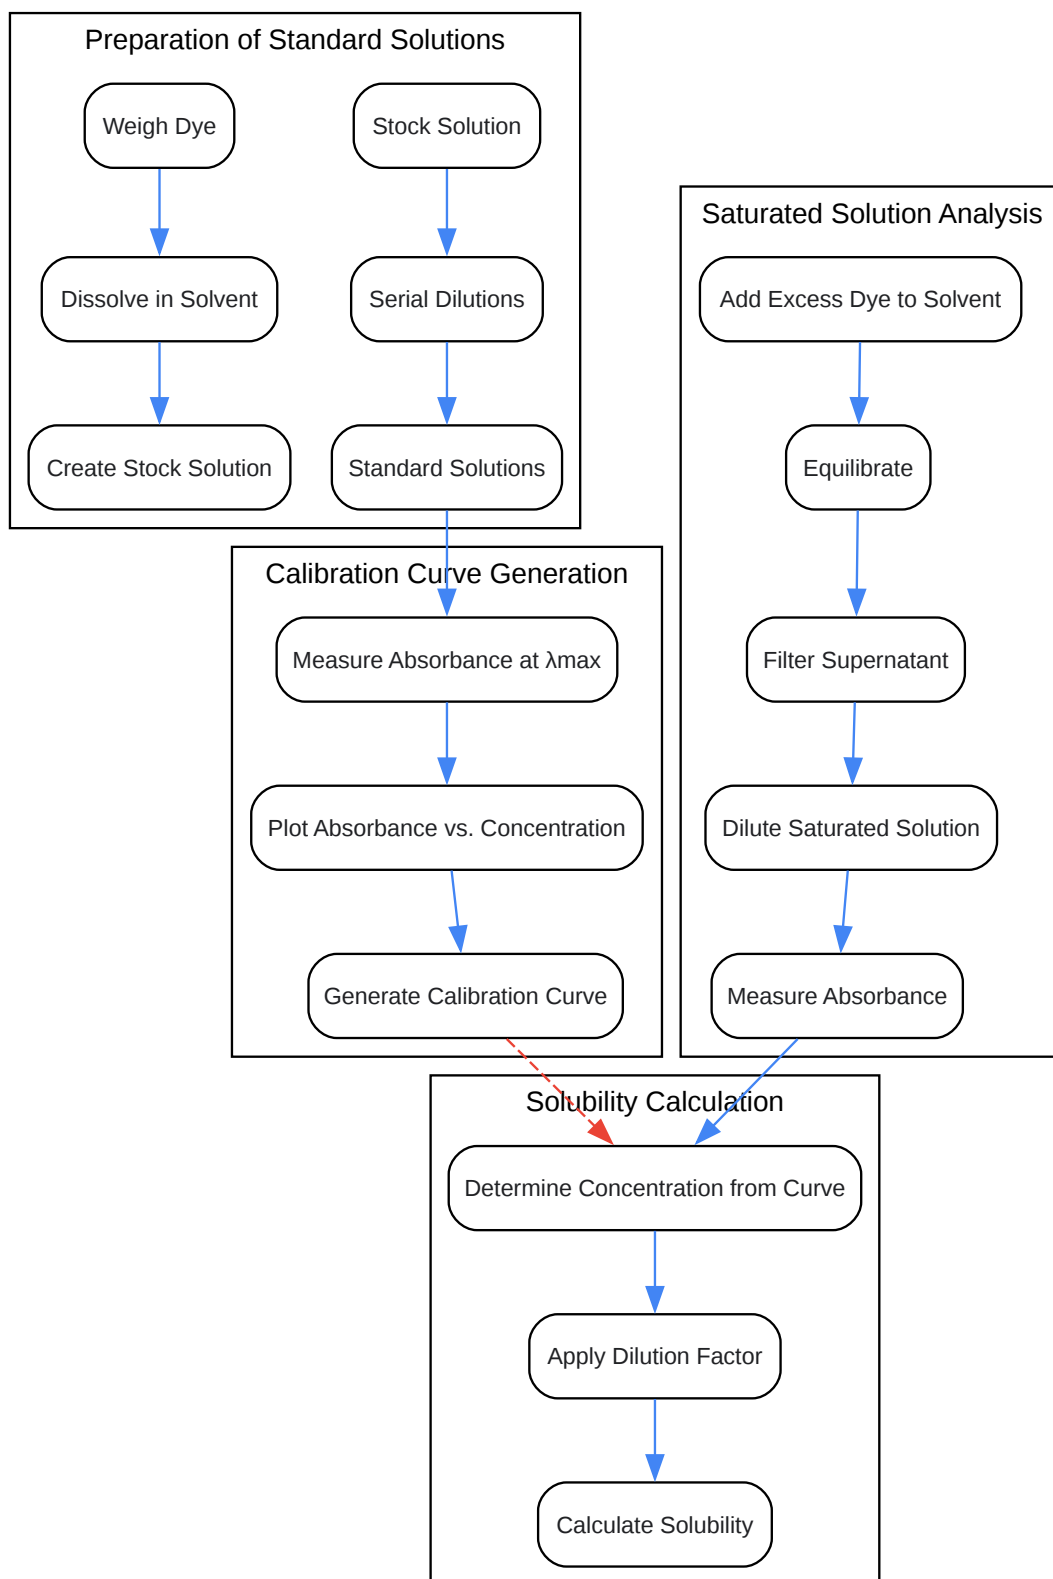 Preparation of Standard Solutions
Weigh Dye
Stock Solution
Dissolve in Solvent
Serial Dilutions
Create Stock Solution
Standard Solutions
Saturated Solution Analysis
Add Excess Dye to Solvent
Equilibrate
Filter Supernatant
Dilute Saturated Solution
Measure Absorbance
Calibration Curve Generation
Measure Absorbance at λmax
Plot Absorbance vs. Concentration
Generate Calibration Curve
Solubility Calculation
Determine Concentration from Curve
Apply Dilution Factor
Calculate Solubility